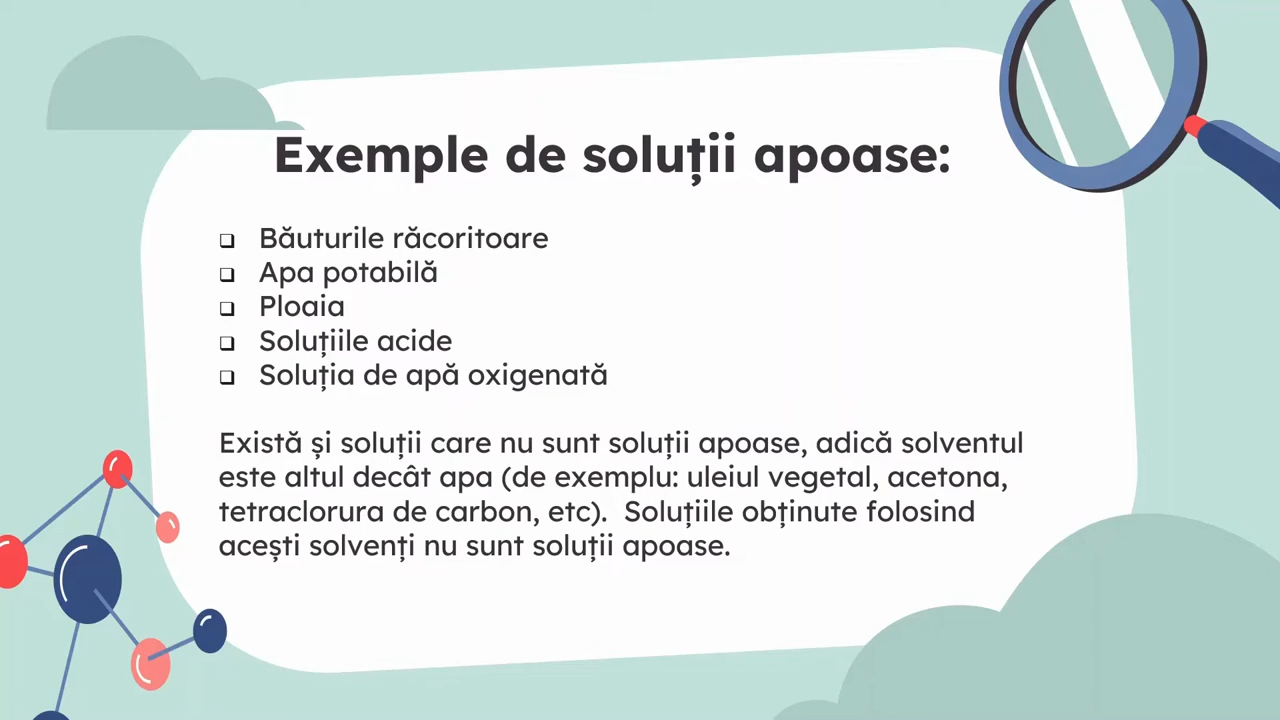 Exemple de soluții apoase:
❑ Băuturile răcoritoare
❑ Apa potabilă
❑ Ploaia
❑ Soluțiile acide
❑ Soluția de apă oxigenată
Există și soluții care nu sunt soluții apoase, adică solventul
este altul decât apa (de exemplu: uleiul vegetal, acetona,
tetraclorura de carbon, etc).  Soluțiile obținute folosind
acești solvenți nu sunt soluții apoase.